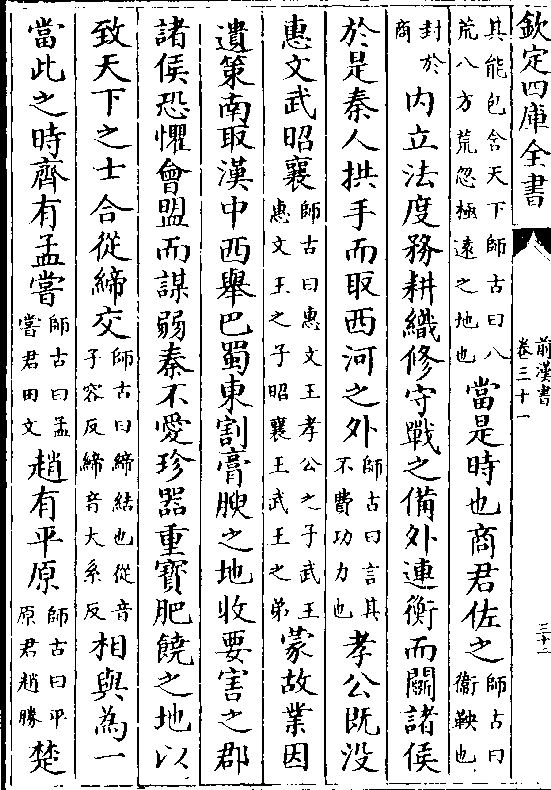 欽定四庫全書
前漢書
卷三十一
三十二
其能包含天下師古曰八
荒八方荒忽極遠之地也
當是時也商君佐之
師古曰
衞鞅也
封於
商
内立法度務耕織修守戰之備外連衡而鬭諸侯
於是秦人拱手而取西河之外
師古曰言其
不費功力也
孝公既没
惠文武昭襄
師古曰惠文王孝公之子武王
惠文王之子昭襄王武王之弟
蒙故業因
遺策南取漢中西舉巴蜀東割膏腴之地收要害之郡
諸侯恐懼會盟而謀弱秦不愛珍器重寶肥饒之地以
致天下之士合從締交
師古曰締結也從音
子容反締音大系反
相與為一
當此之時齊有孟嘗
師古曰孟
嘗君田文
趙有平原
師古曰平
原君趙勝
楚